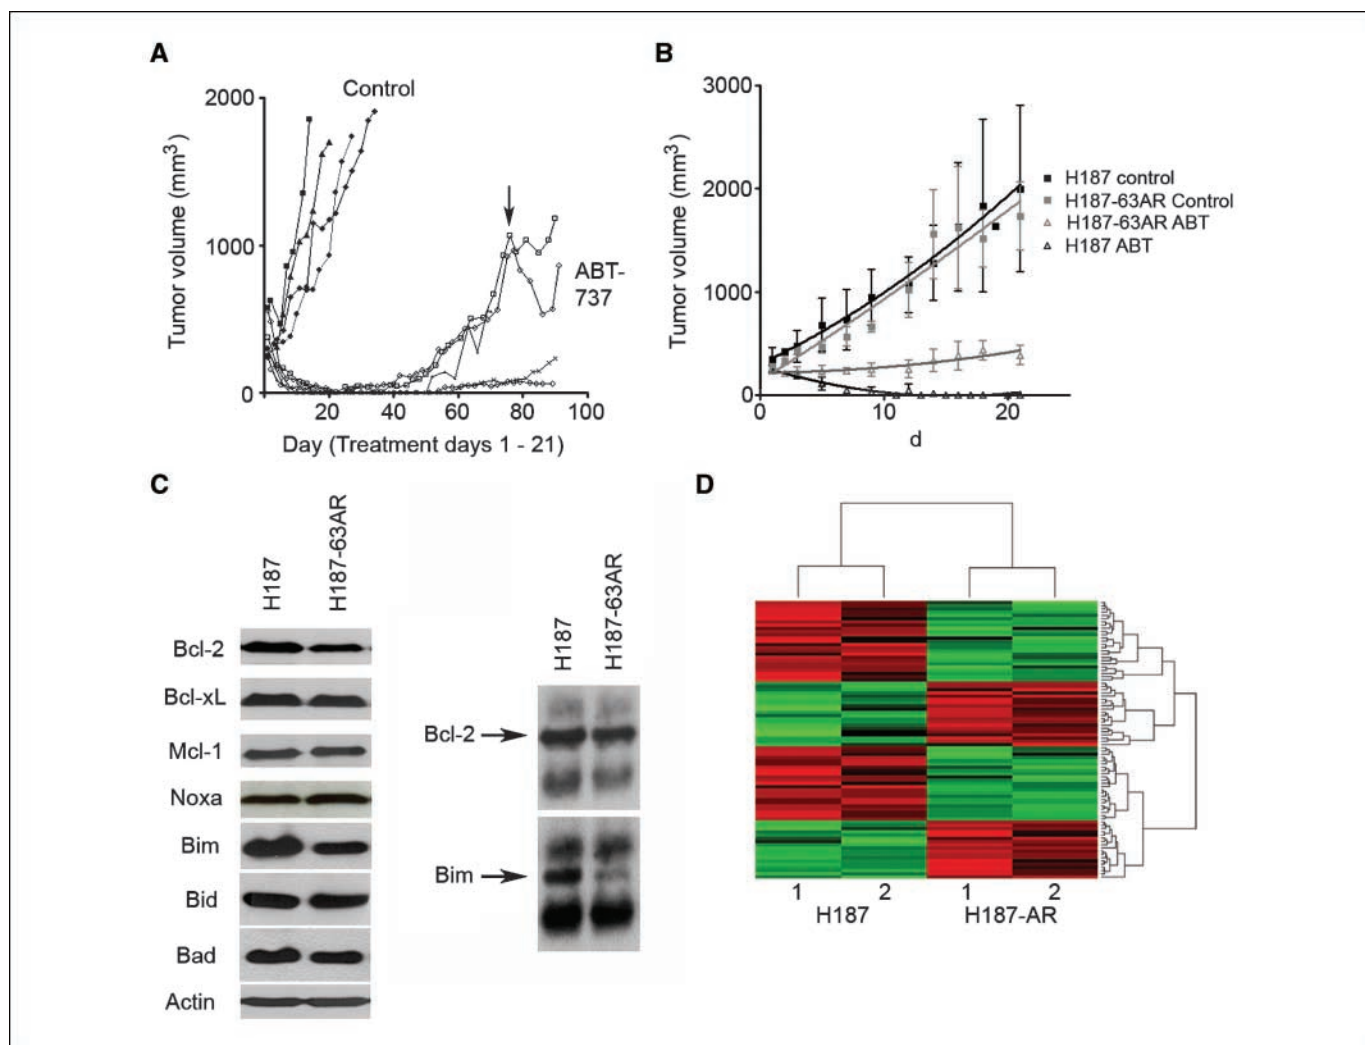 A
Control
2000
1000
0
Tumor volume (mm3)
ABT-
737
20 40 60 80 100
Day (Treatment days 1 - 21)
B
3000
2000
1000
0
Tumor volume (mm3)
0 10 20
d
H187 control
H187-63AR Control
H187-63AR ABT
H187 ABT
C
H187
H187-63AR
Bcl-2
Bcl-xL
Mcl-1
Noxa
Bim
Bid
Bad
Actin
H187
H187-63AR
Bcl-2
Bim
D
1 2 1 2
H187 H187-AR